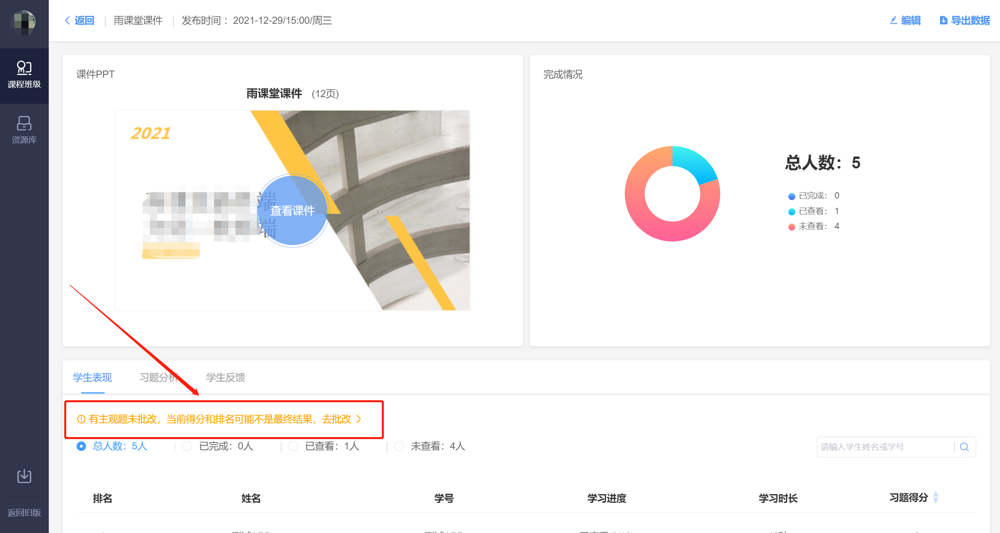 返回 | 雨课堂课件 | 发布时间： 2021-12-29/15:00/周三
编辑 导出数据
课程班级
资源库
返回旧版
课件PPT
雨课堂课件 (12页)
2021
端
查看课件
端
完成情况
总人数：5
已完成： 0
已查看： 1
未查看： 4
学生表现 习题分析 学生反馈
有主观题未批改，当前得分和排名可能不是最终结果，去批改
总人数：5人 | 已完成：0人 | 已查看：1人 | 未查看：4人
请输入学生姓名或学号
排名 姓名 学号 学习进度 学习时长 习题得分